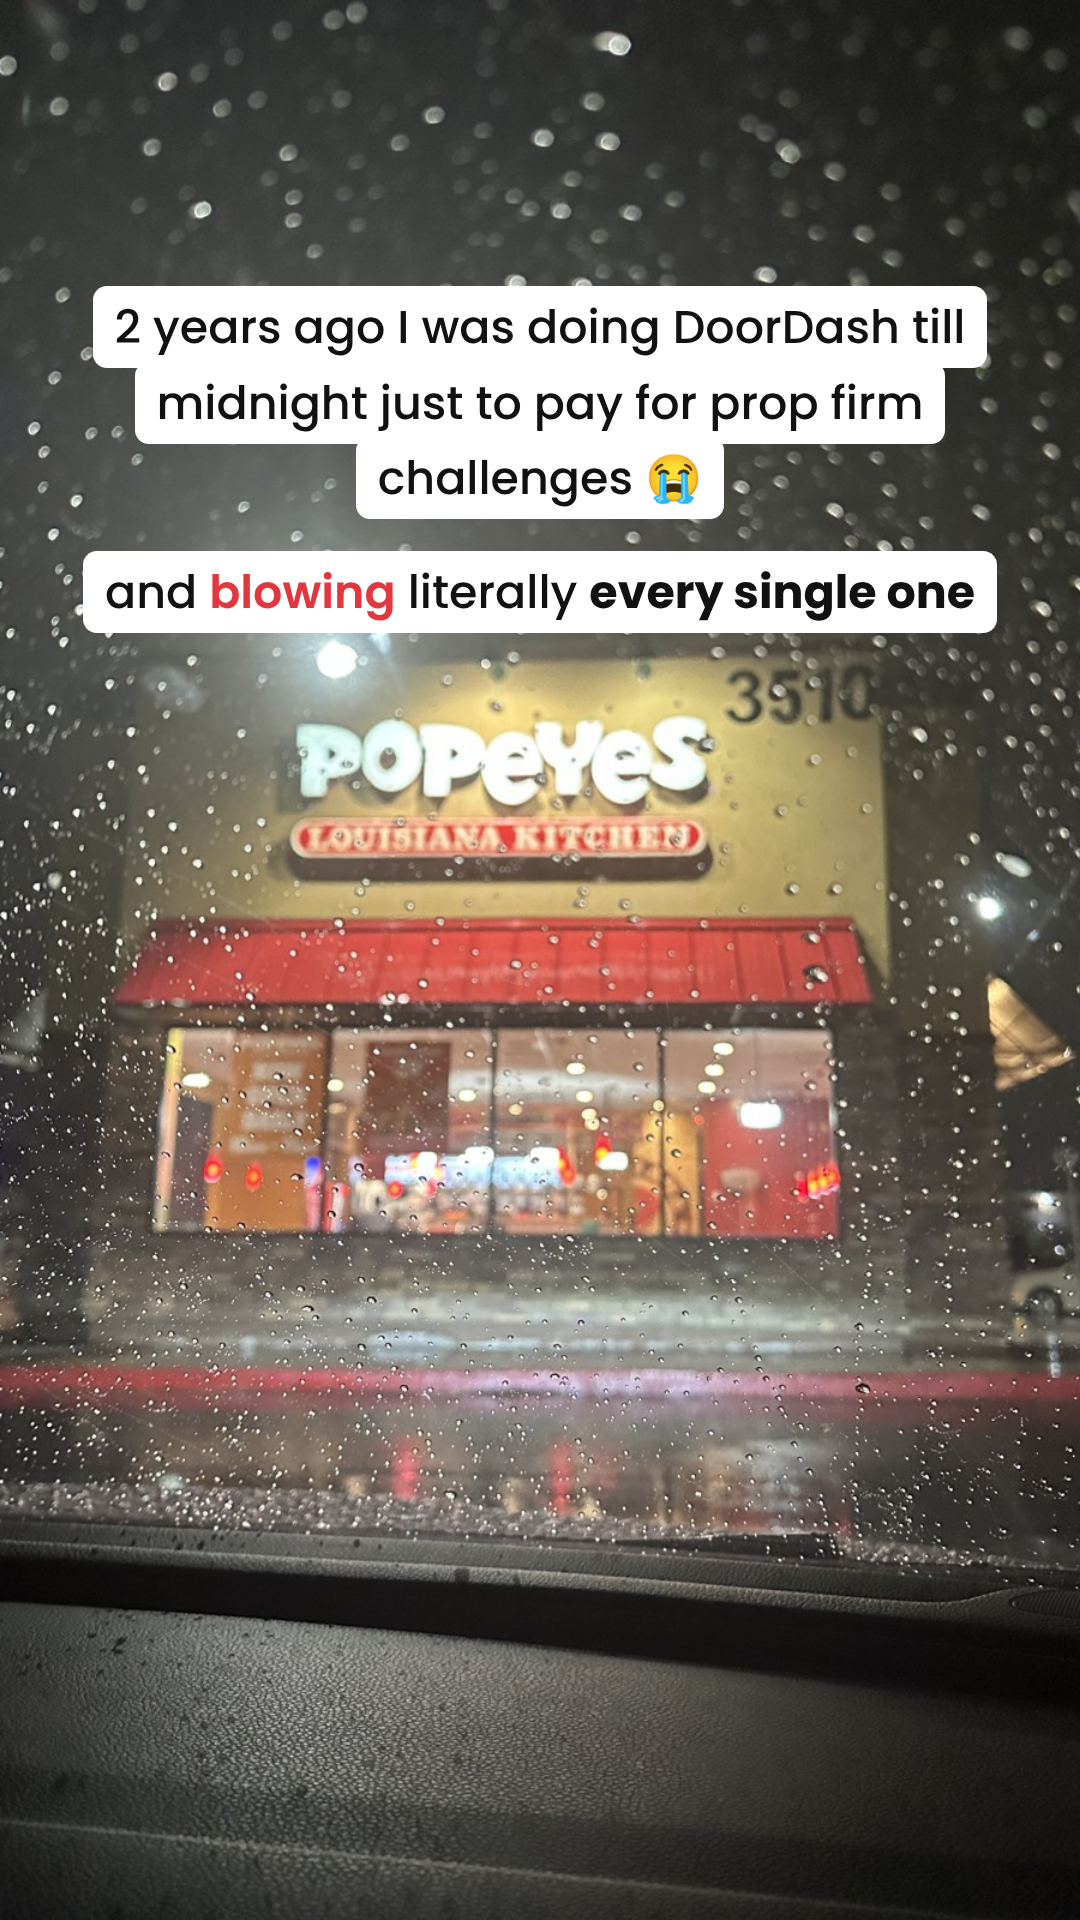 2 years ago I was doing DoorDash till
midnight just to pay for prop firm
challenges 😭
and blowing literally every single one
3510
POPEYES
LOUISIANA KITCHEN